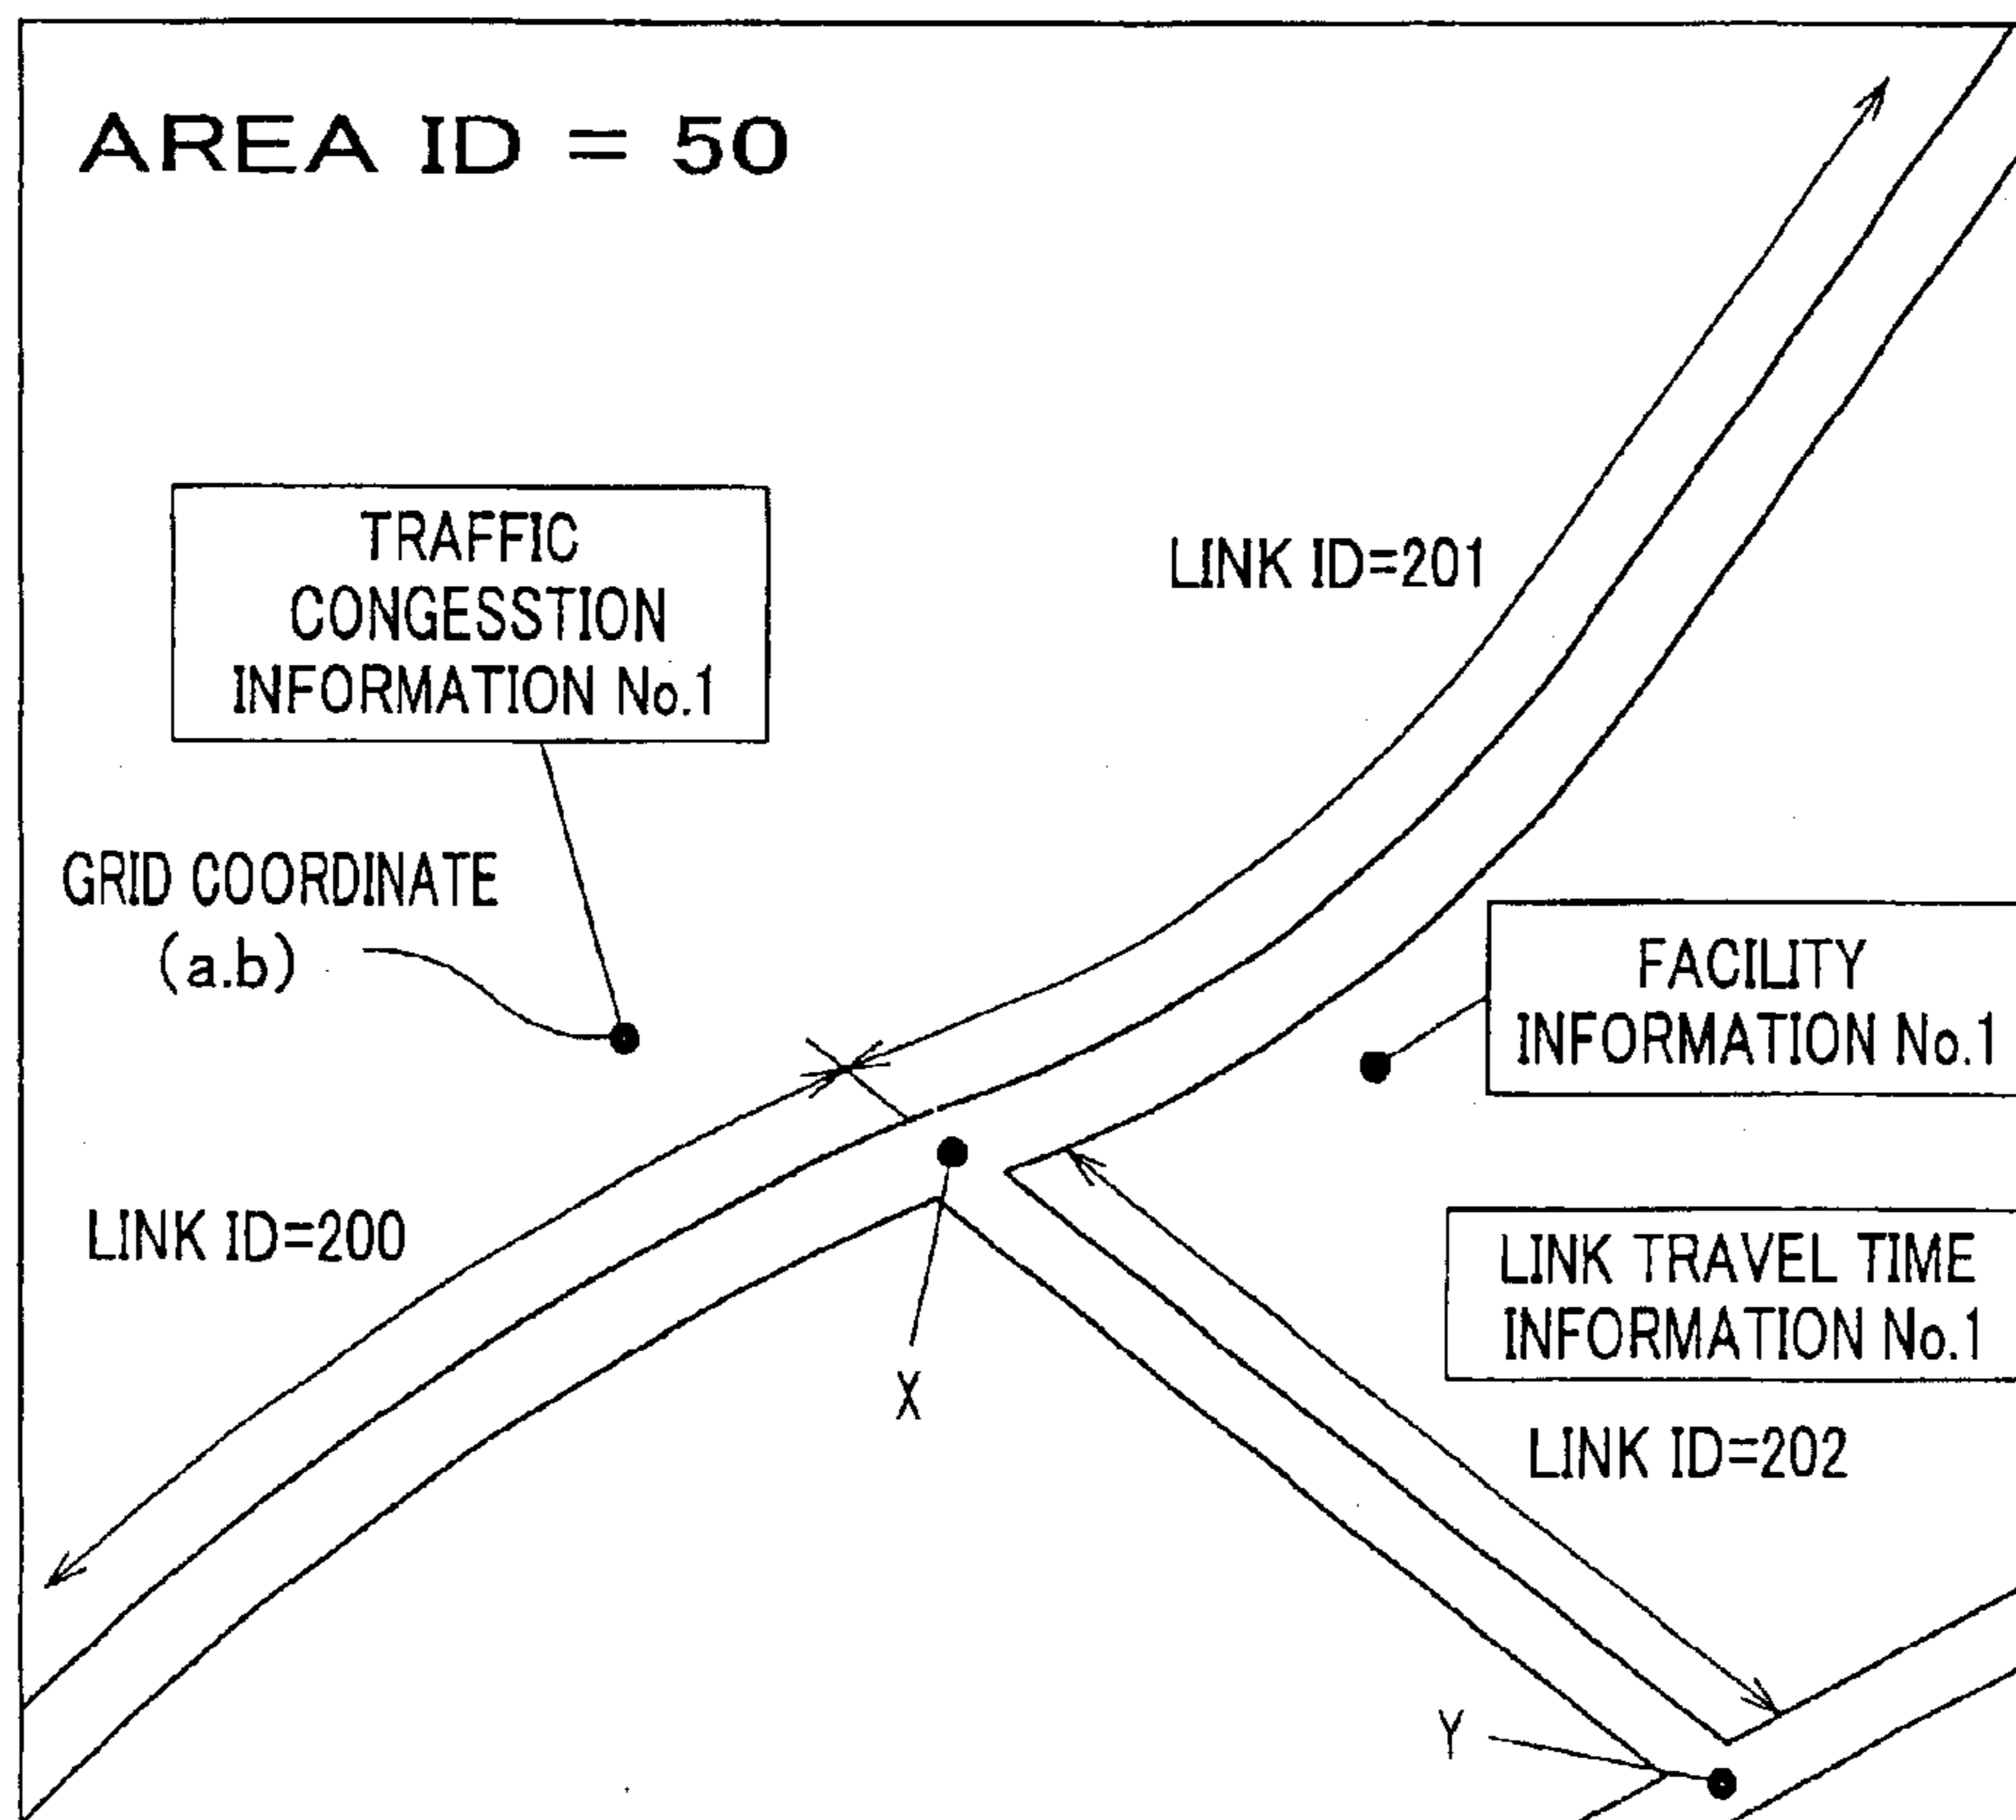 AREA ID = 50
TRAFFIC
CONGESSTION
INFORMATION No.1
LINK ID=201
GRID COORDINATE
(a.b)
FACILITY
INFORMATION No.1
LINK ID=200
LINK TRAVEL TIME
INFORMATION No.1
X
LINK ID=202
Y